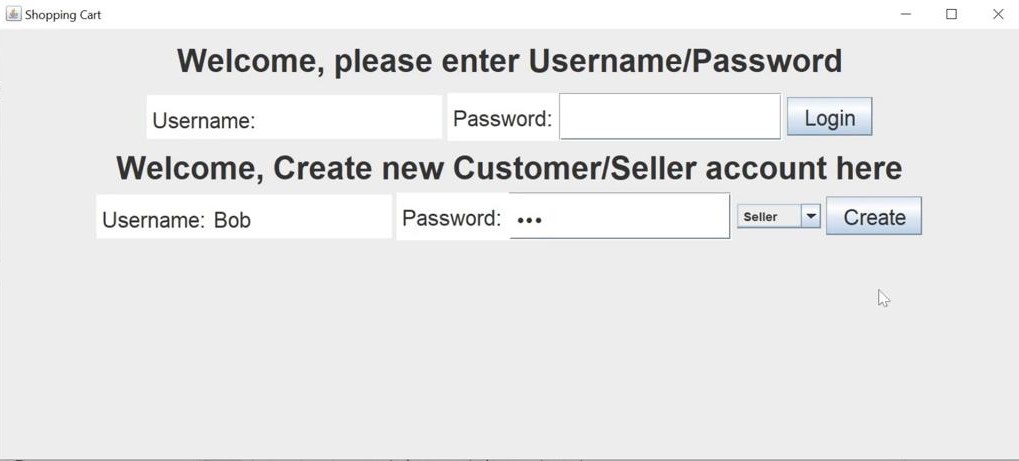 Shopping Cart
Welcome, please enter Username/Password
Username: Password: Login
Welcome, Create new Customer/Seller account here
Username: Bob Password: ••• Seller Create